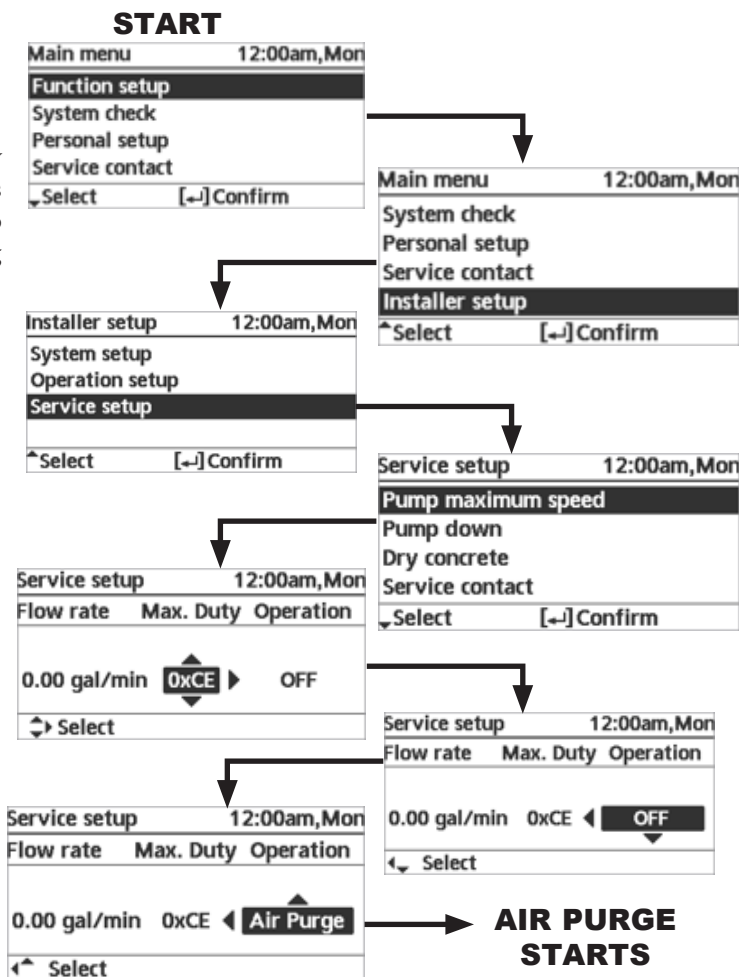 START
Main menu 12:00am,Mon
Function setup
System check
Personal setup
Service contact
Select [↵]Confirm
Main menu 12:00am,Mon
System check
Personal setup
Service contact
Installer setup
Select [↵]Confirm
Installer setup 12:00am,Mon
System setup
Operation setup
Service setup
Select [↵]Confirm
Service setup 12:00am,Mon
Pump maximum speed
Pump down
Dry concrete
Service contact
Select [↵]Confirm
Service setup 12:00am,Mon
Flow rate Max. Duty Operation
0.00 gal/min 0xCE OFF
Select
Service setup 12:00am,Mon
Flow rate Max. Duty Operation
0.00 gal/min 0xCE OFF
Select
Service setup 12:00am,Mon
Flow rate Max. Duty Operation
0.00 gal/min 0xCE Air Purge
Select
AIR PURGE
STARTS